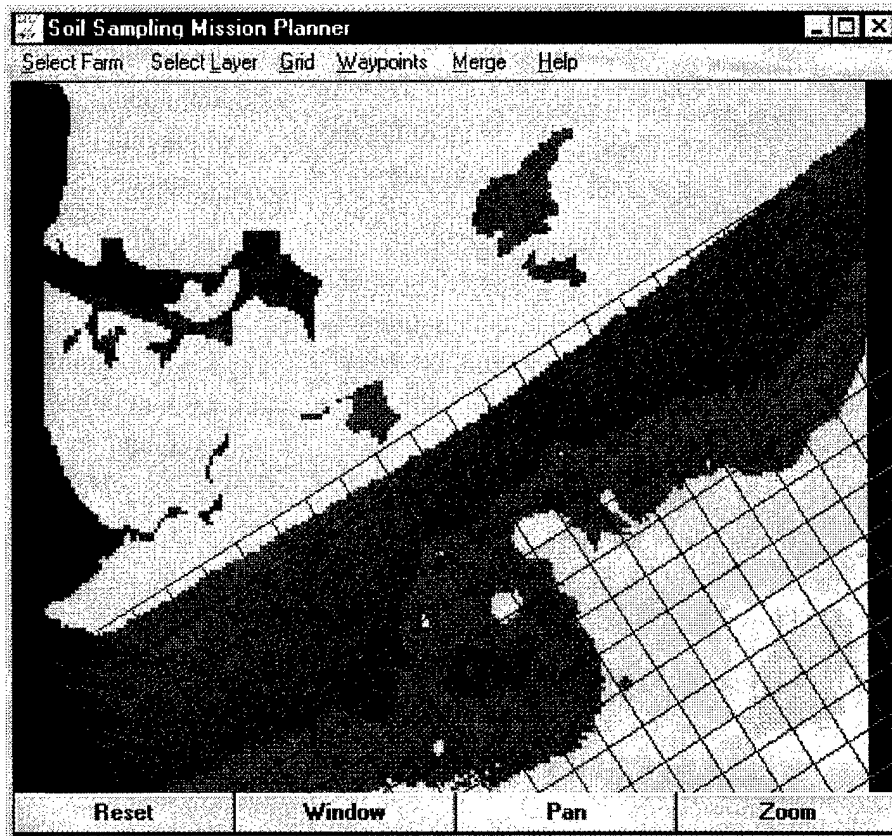 Soil Sampling Mission Planner
Select Farm Select Layer Grid Waypoints Merge Help
Reset Window Pan Zoom